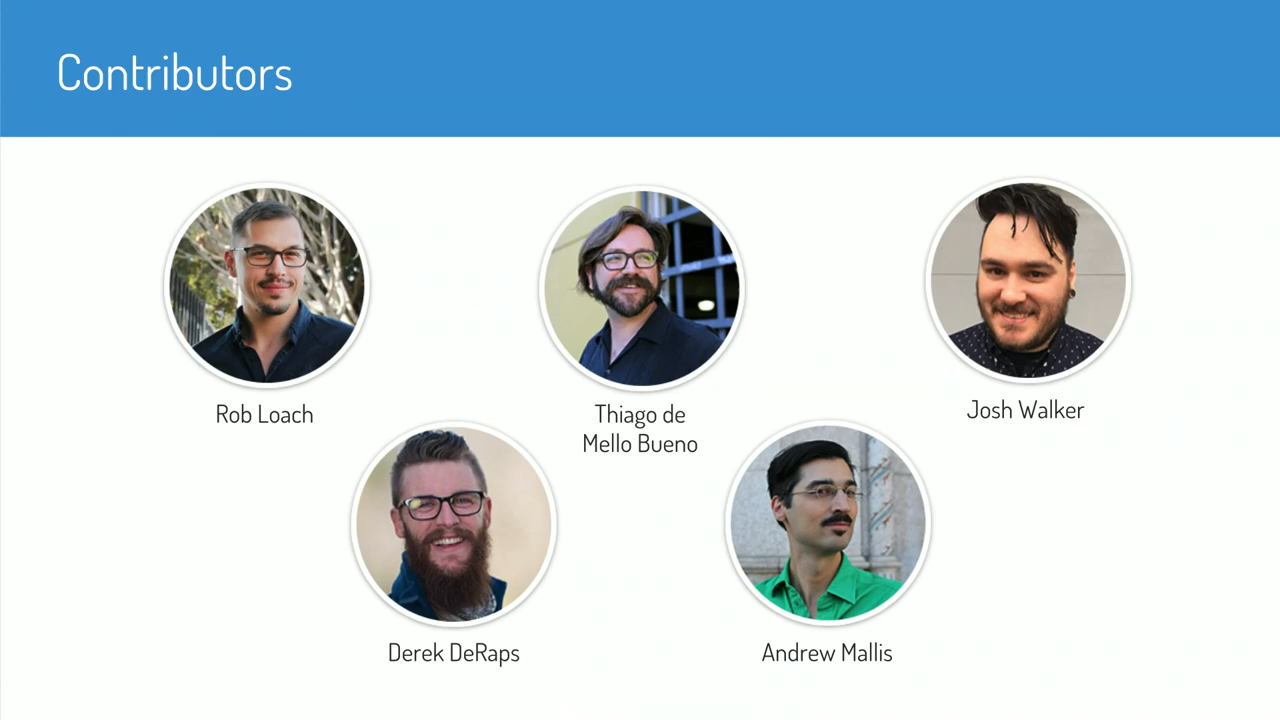 Contributors
Rob Loach
Thiago de
Mello Bueno
Josh Walker
Derek DeRaps
Andrew Mallis